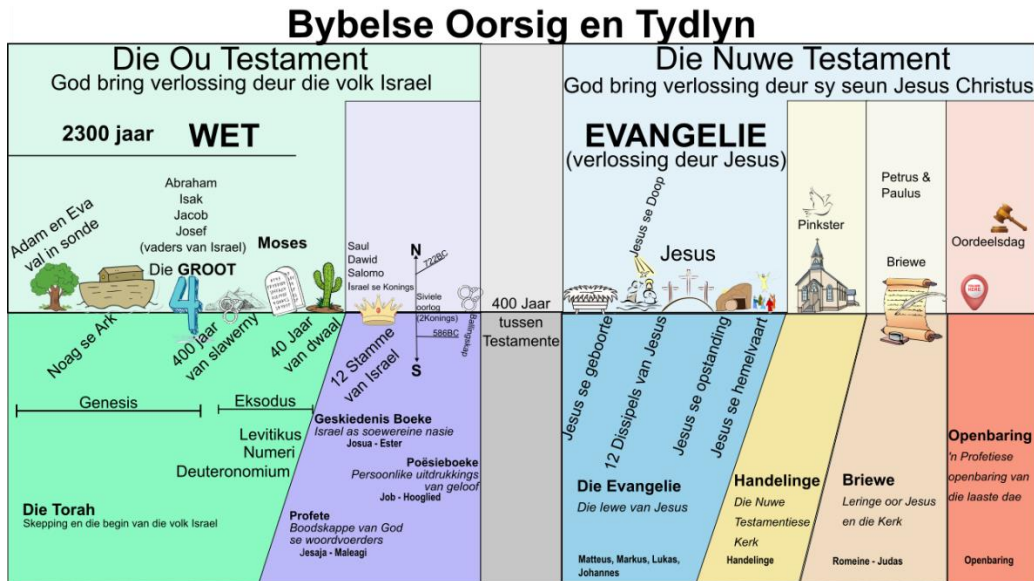 Bybelse Oorsig en Tydlyn
Die Ou Testament
God bring verlossing deur die volk Israel
2300 jaar
WET
Adam en Eva
val in sonde
Abraham
Isak
Jacob
Josef
(vaders van Israel)
Die GROOT
4
Moses
Noag se Ark
400 jaar
van slawerny
40 Jaar
van dwaal
Saul
Dawid
Salomo
Israel se Konings
N
722BC
Siviele
oorlog
(2Konings)
586BC
S
Balingskap
12 Stamme
van Israel
Genesis
Eksodus
Levitikus
Numeri
Deuteronomium
Die Torah
Skepping en die begin van die volk Israel
Geskiedenis Boeke
Israel as soewereine nasie
Josua - Ester
Poësieboeke
Persoonlike uitdrukkings
van geloof
Job - Hooglied
Profete
Boodskappe van God
se woordvoerders
Jesaja - Maleagi
400 Jaar
tussen
Testamente
Die Nuwe Testament
God bring verlossing deur sy seun Jesus Christus
EVANGELIE
(verlossing deur Jesus)
Jesus se Doop
Jesus
Jesus se geboorte
12 Dissipels van Jesus
Jesus se opstanding
Jesus se hemelvaart
Die Evangelie
Die lewe van Jesus
Matteus, Markus, Lukas,
Johannes
Pinkster
Handelinge
Die Nuwe
Testamentiese
Kerk
Handelinge
Petrus &
Paulus
Briewe
Briewe
Leringe oor Jesus
en die Kerk
Romeine - Judas
Oordeelsdag
Openbaring
'n Profetiese
openbaring van
die laaste dae
Openbaring